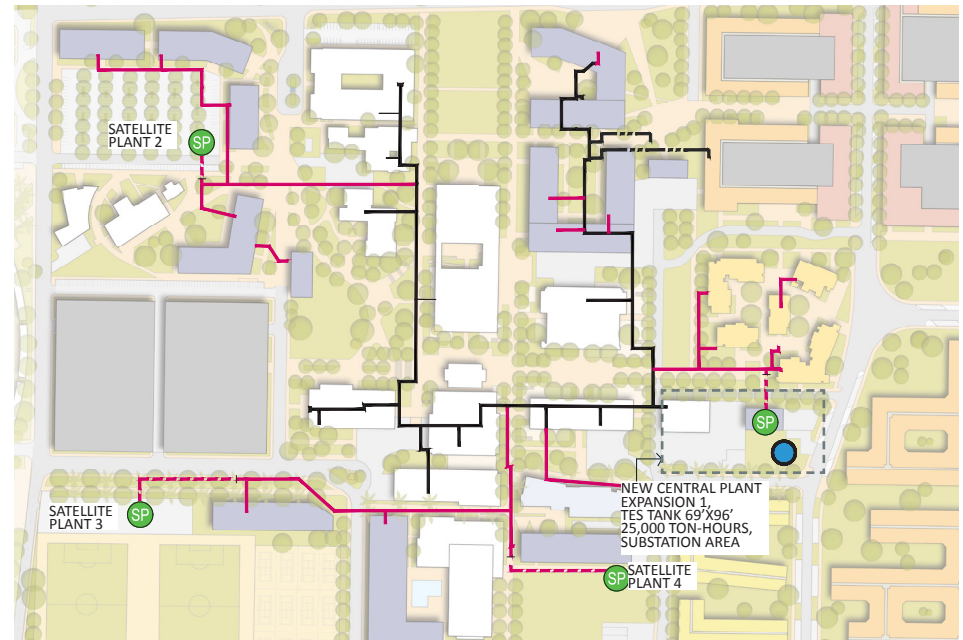 SATELLITE
PLANT 2
SP
SP
NEW CENTRAL PLANT
EXPANSION 1,
TES TANK 69’X96’
25,000 TON-HOURS,
SUBSTATION AREA
SATELLITE
PLANT 3
SP
SP
SATELLITE
PLANT 4